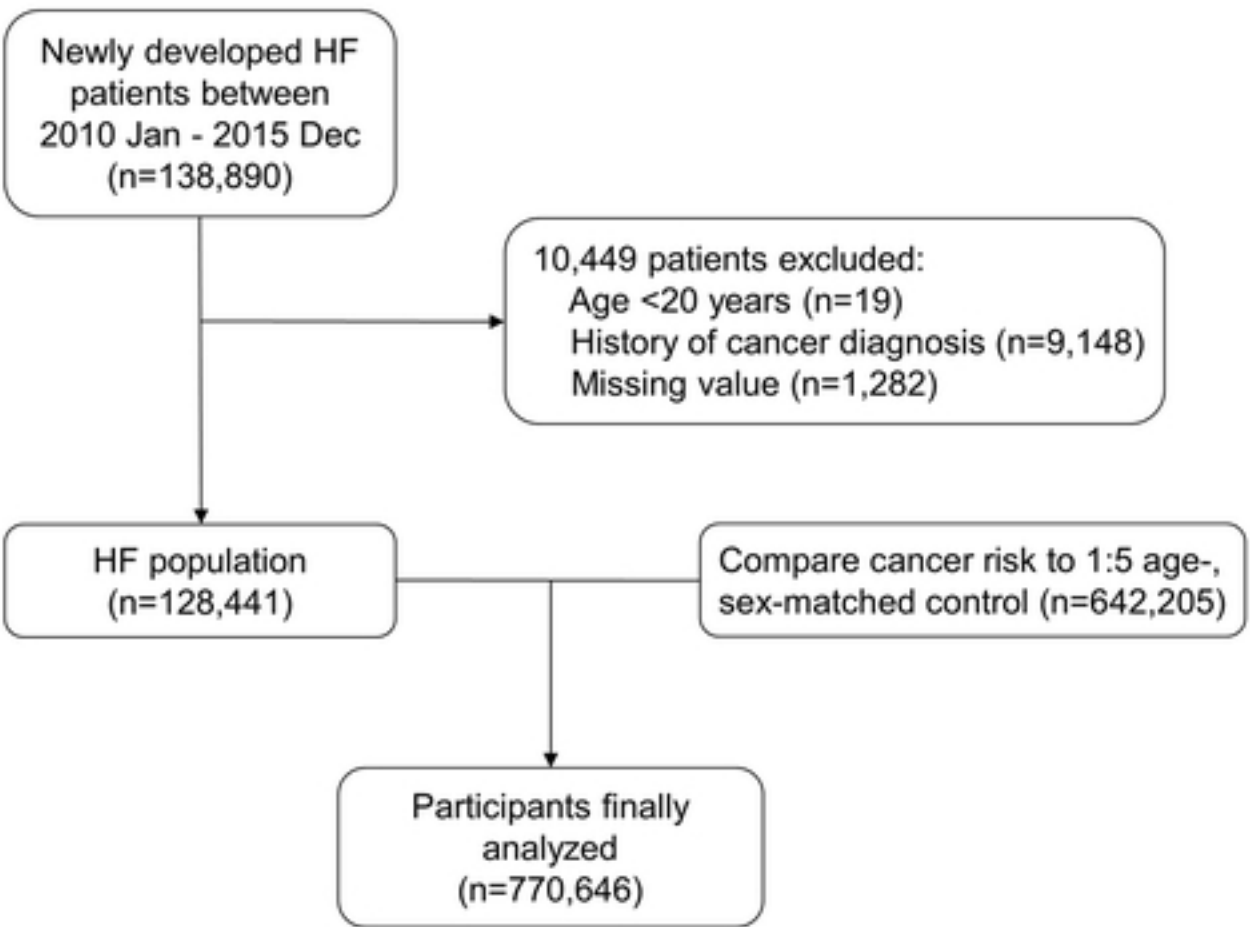 Newly developed HF
patients between
2010 Jan - 2015 Dec
(n=138,890)
10,449 patients excluded:
Age <20 years (n=19)
History of cancer diagnosis (n=9,148)
Missing value (n=1,282)
HF population
(n=128,441)
Compare cancer risk to 1:5 age-,
sex-matched control (n=642,205)
Participants finally
analyzed
(n=770,646)